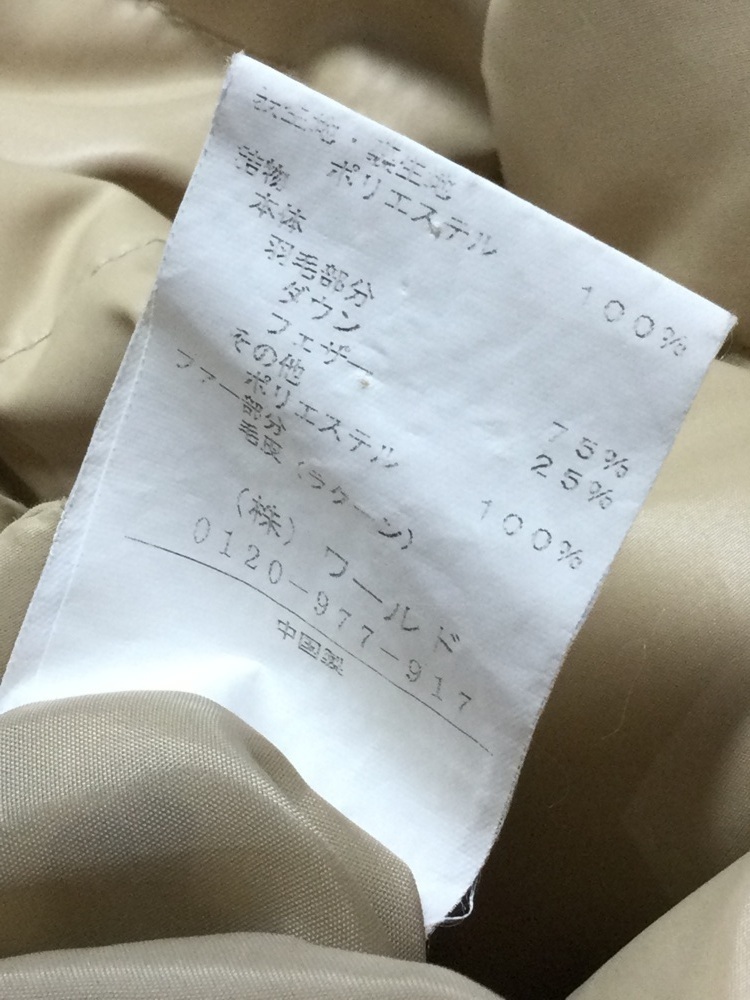 表生地・裏生地
ポリエステル 100%
詰物
本体
羽毛部分
ダウン 75%
フェザー 25%
その他
ポリエステル 100%
ファー部分
毛皮（ラクーン）
（株）ワールド
0120-977-917
中国製